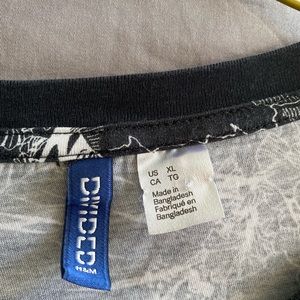 DIVIDED
H&M
US XL
CA TG
Made in
Bangladesh
Fabriqué en
Bangladesh